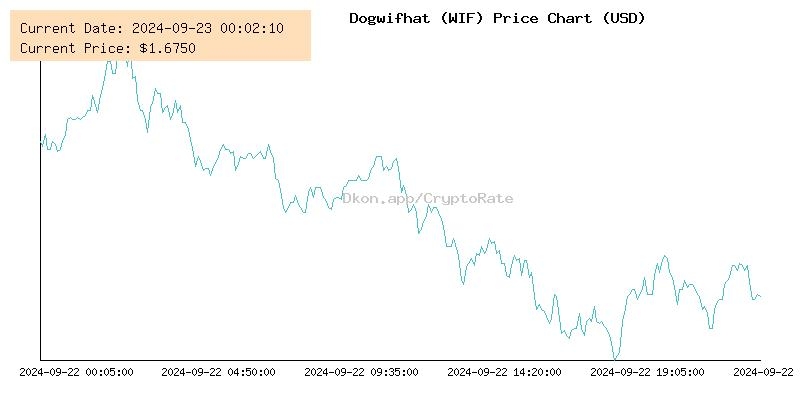 Dogwifhat (WIF) Price Chart (USD)
Current Date: 2024-09-23 00:02:10
Current Price: $1.6750
Dkon.app/CryptoRate
2024-09-22 00:05:00 2024-09-22 04:50:00 2024-09-22 09:35:00 2024-09-22 14:20:00 2024-09-22 19:05:00 2024-09-22